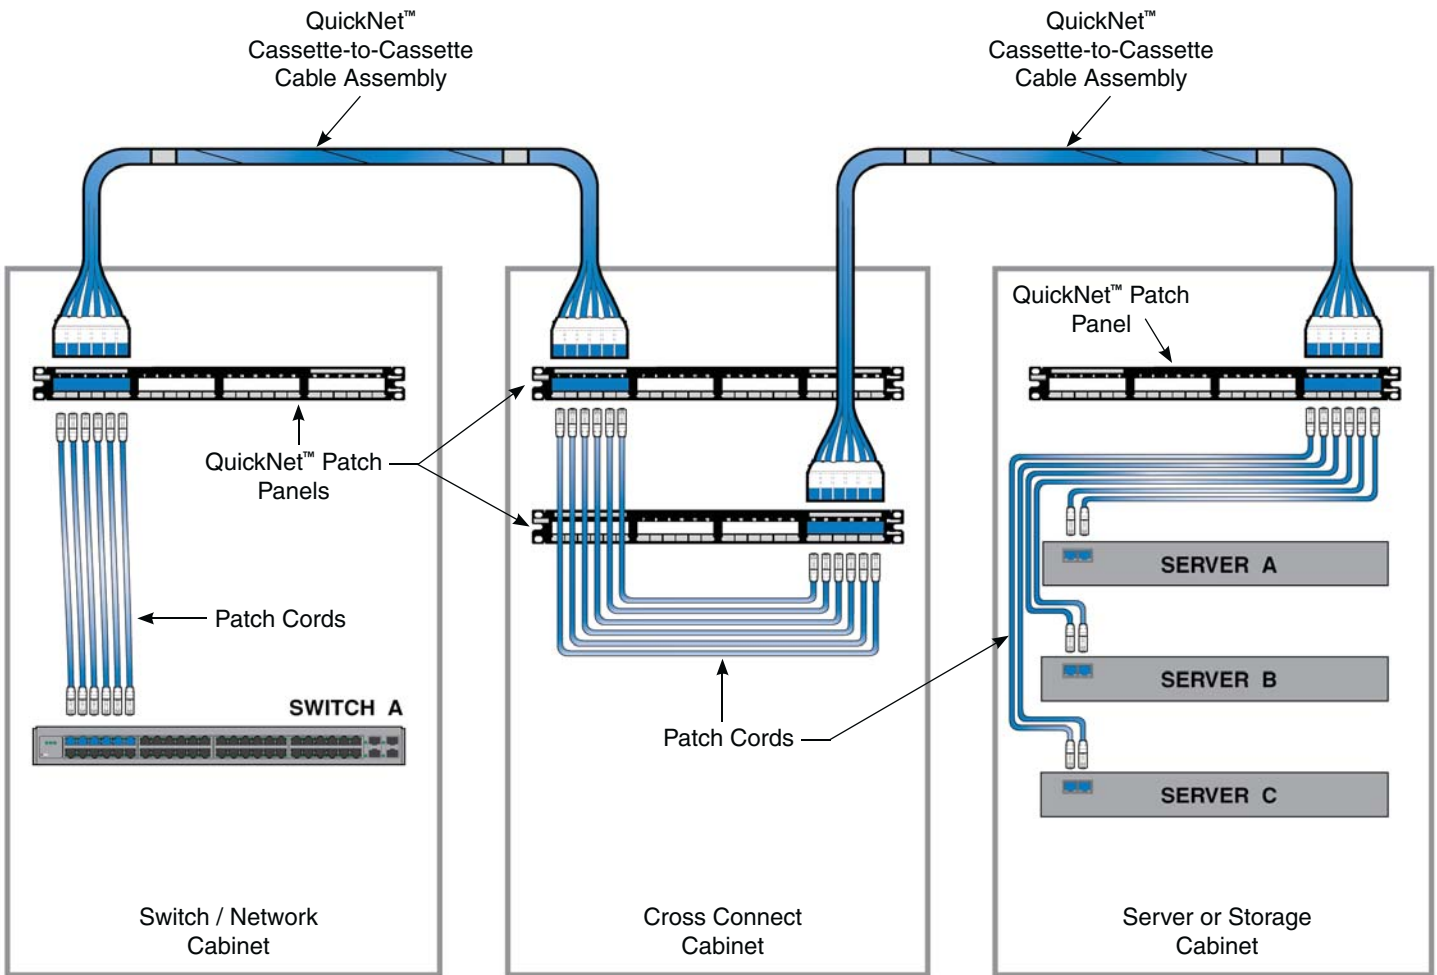 QuickNet™
Cassette-to-Cassette
Cable Assembly
QuickNet™
Cassette-to-Cassette
Cable Assembly
QuickNet™ Patch
Panel
QuickNet™ Patch
Panels
Patch Cords
SWITCH A
Patch Cords
SERVER A
SERVER B
SERVER C
Switch / Network
Cabinet
Cross Connect
Cabinet
Server or Storage
Cabinet